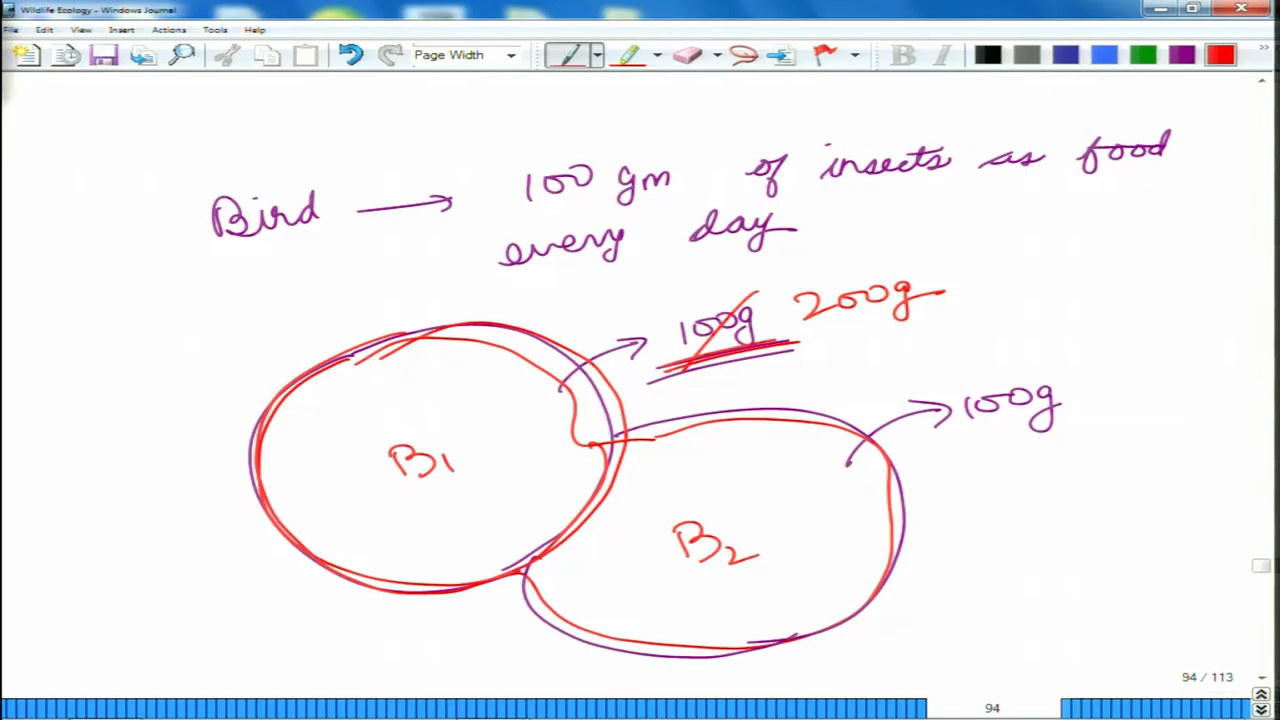 Wildlife Ecology - Windows Journal
File Edit View Insert Actions Tools Help
Page Width
B I
Bird → 100 gm of insects as food
every day
100g 200g
100g
B1
B2
94 / 113
94